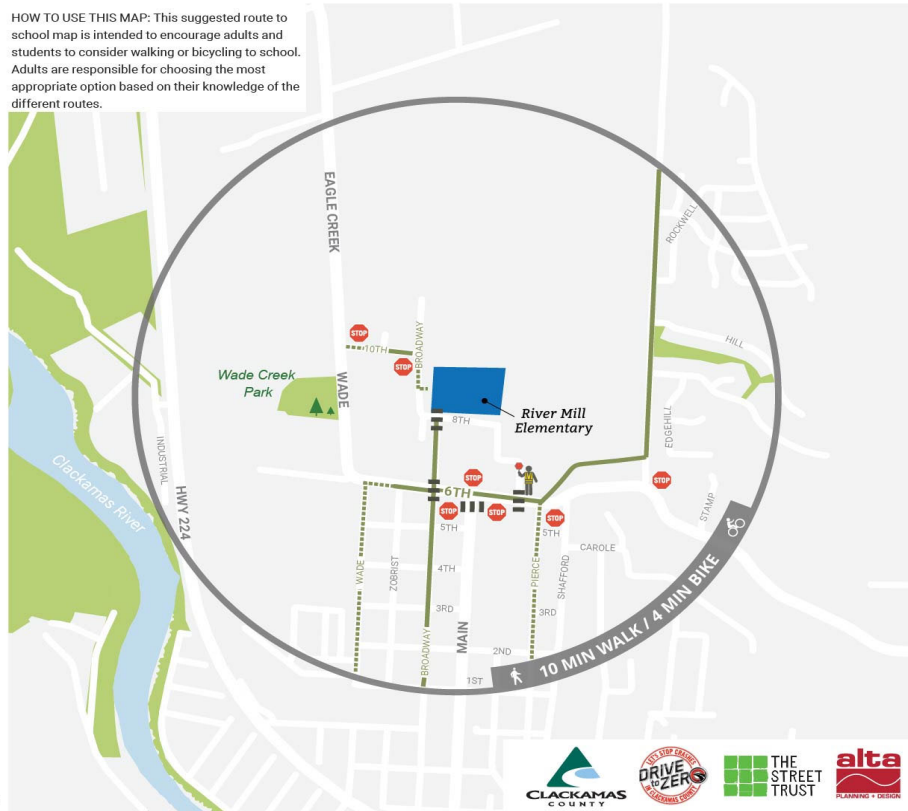 HOW TO USE THIS MAP: This suggested route to
school map is intended to encourage adults and
students to consider walking or bicycling to school.
Adults are responsible for choosing the most
appropriate option based on their knowledge of the
different routes.
EAGLE CREEK
ROCKWELL
STOP
10TH
BROADWAY
STOP
HILL
Wade Creek
Park
WADE
River Mill
Elementary
8TH
EDGEHILL
INDUSTRIAL
Clackamas River
HWY 224
STOP
6TH
STOP
STOP
STOP
STOP
STAMP
5TH
5TH
CAROLE
WADE
ZOBRIST
4TH
PIERCE
SHAFFORD
3RD
3RD
BROADWAY
MAIN
2ND
1ST
10 MIN WALK / 4 MIN BIKE
CLACKAMAS
COUNTY
LET'S STOP CRASHES
DRIVE
to ZERO
IN CLACKAMAS COUNTY
THE
STREET
TRUST
alta
PLANNING + DESIGN